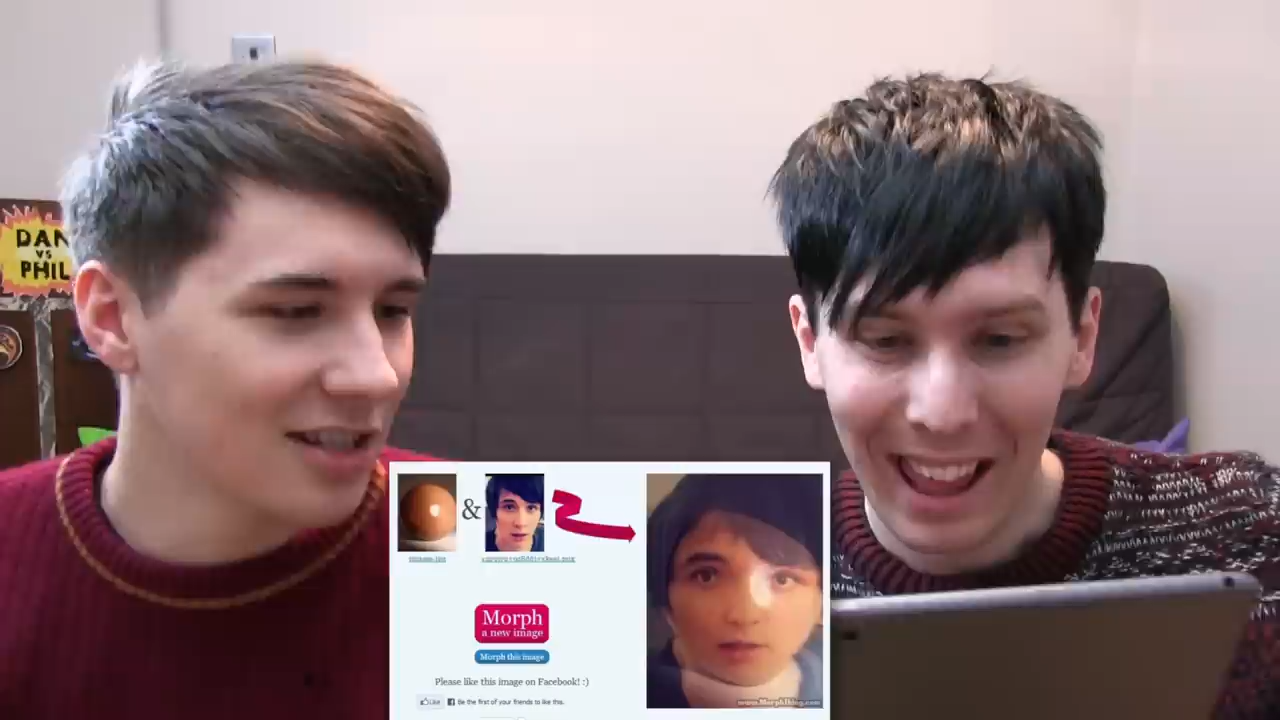 DAN
VS
PHIL
&
Morph
a new image
Morph this image
Please like this image on Facebook! :)
Like
Be the first of your friends to like this.
www.MorphThing.com